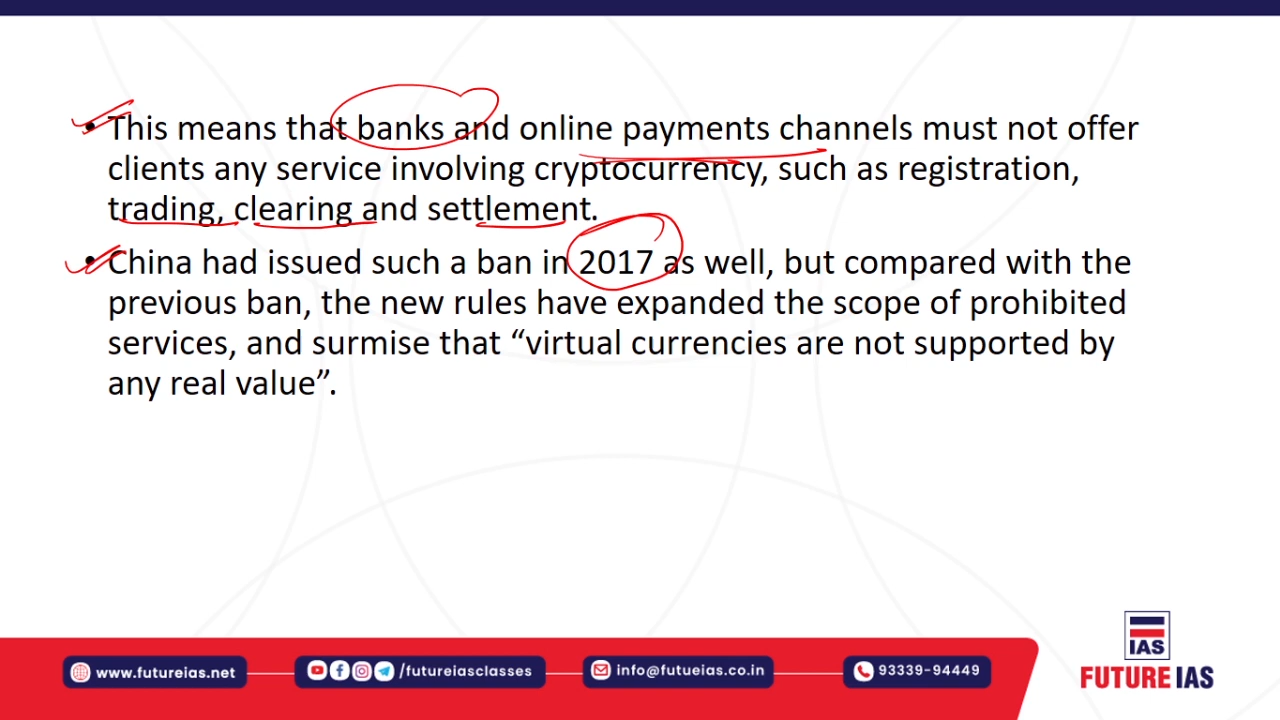 • This means that banks and online payments channels must not offer
clients any service involving cryptocurrency, such as registration,
trading, clearing and settlement.
• China had issued such a ban in 2017 as well, but compared with the
previous ban, the new rules have expanded the scope of prohibited
services, and surmise that “virtual currencies are not supported by
any real value”.
IAS
FUTURE IAS
www.futureias.net
/futureiasclasses
info@futueias.co.in
93339-94449